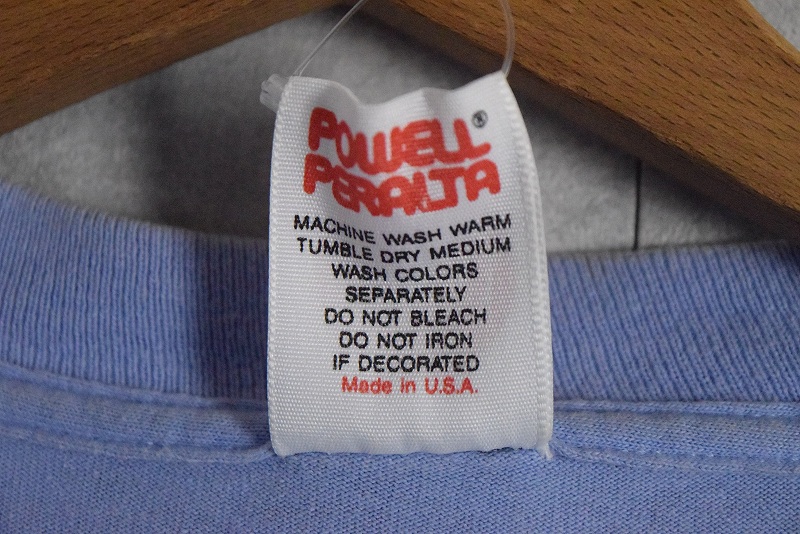 POWELL®
PERALTA
MACHINE WASH WARM
TUMBLE DRY MEDIUM
WASH COLORS
SEPARATELY
DO NOT BLEACH
DO NOT IRON
IF DECORATED
Made in U.S.A.